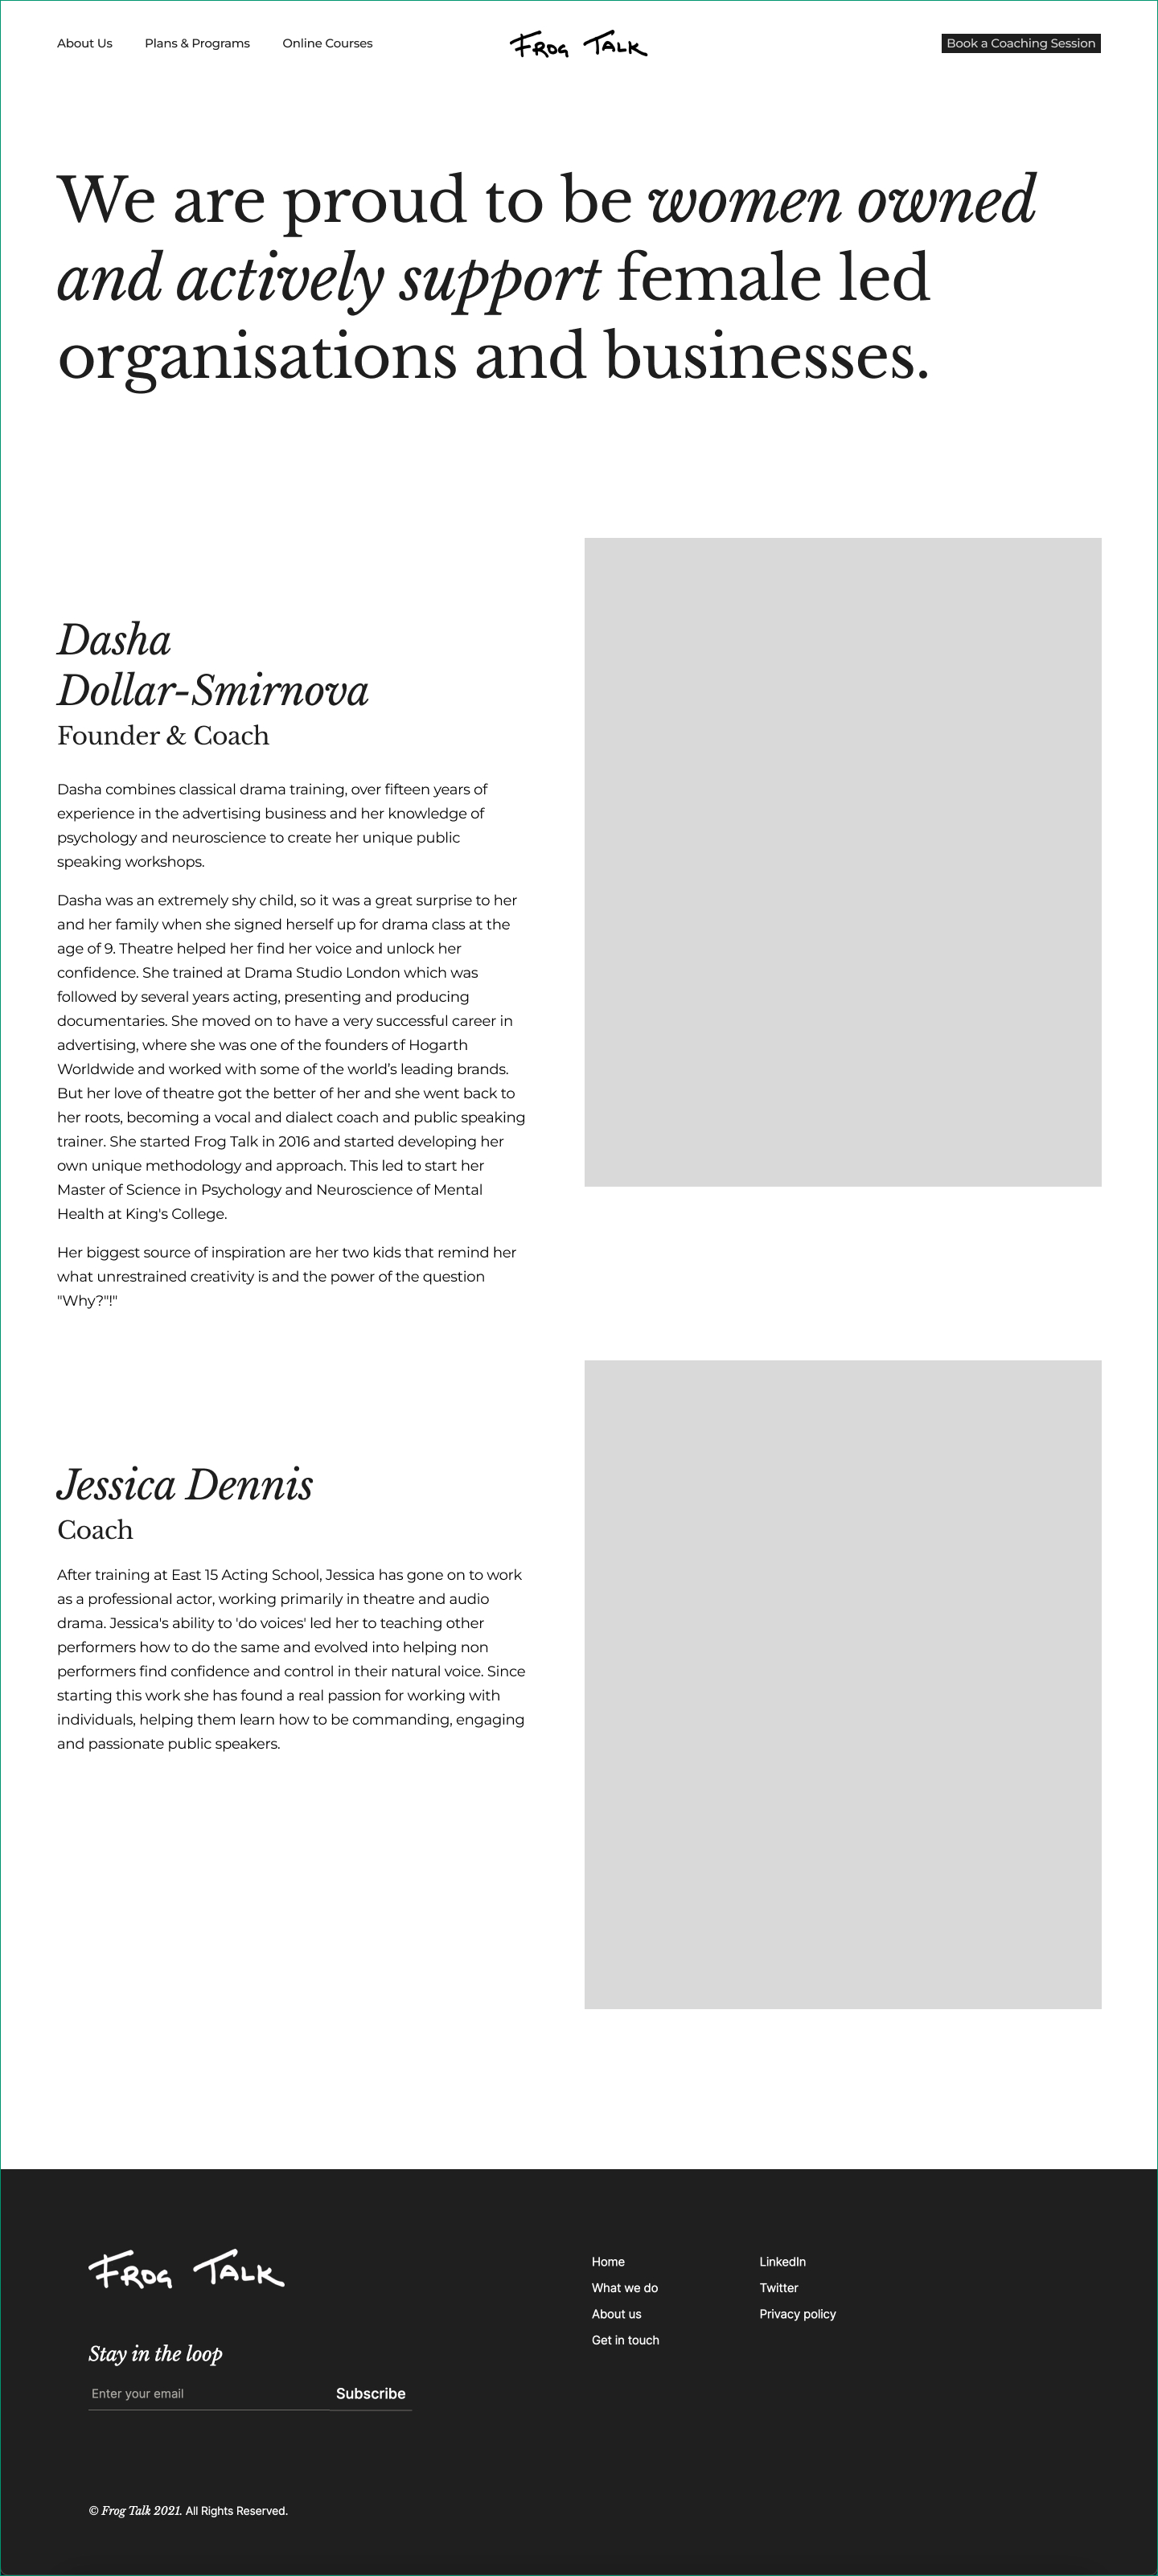 About Us Plans & Programs Online Courses FROG TALK Book a Coaching Session
We are proud to be women owned
and actively support female led
organisations and businesses.
Dasha
Dollar-Smirnova
Founder & Coach
Dasha combines classical drama training, over fifteen years of
experience in the advertising business and her knowledge of
psychology and neuroscience to create her unique public
speaking workshops.
Dasha was an extremely shy child, so it was a great surprise to her
and her family when she signed herself up for drama class at the
age of 9. Theatre helped her find her voice and unlock her
confidence. She trained at Drama Studio London which was
followed by several years acting, presenting and producing
documentaries. She moved on to have a very successful career in
advertising, where she was one of the founders of Hogarth
Worldwide and worked with some of the world’s leading brands.
But her love of theatre got the better of her and she went back to
her roots, becoming a vocal and dialect coach and public speaking
trainer. She started Frog Talk in 2016 and started developing her
own unique methodology and approach. This led to start her
Master of Science in Psychology and Neuroscience of Mental
Health at King's College.
Her biggest source of inspiration are her two kids that remind her
what unrestrained creativity is and the power of the question
"Why?"!"
Jessica Dennis
Coach
After training at East 15 Acting School, Jessica has gone on to work
as a professional actor, working primarily in theatre and audio
drama. Jessica's ability to 'do voices' led her to teaching other
performers how to do the same and evolved into helping non
performers find confidence and control in their natural voice. Since
starting this work she has found a real passion for working with
individuals, helping them learn how to be commanding, engaging
and passionate public speakers.
FROG TALK
Stay in the loop
Enter your email Subscribe
Home
What we do
About us
Get in touch
LinkedIn
Twitter
Privacy policy
© Frog Talk 2021. All Rights Reserved.